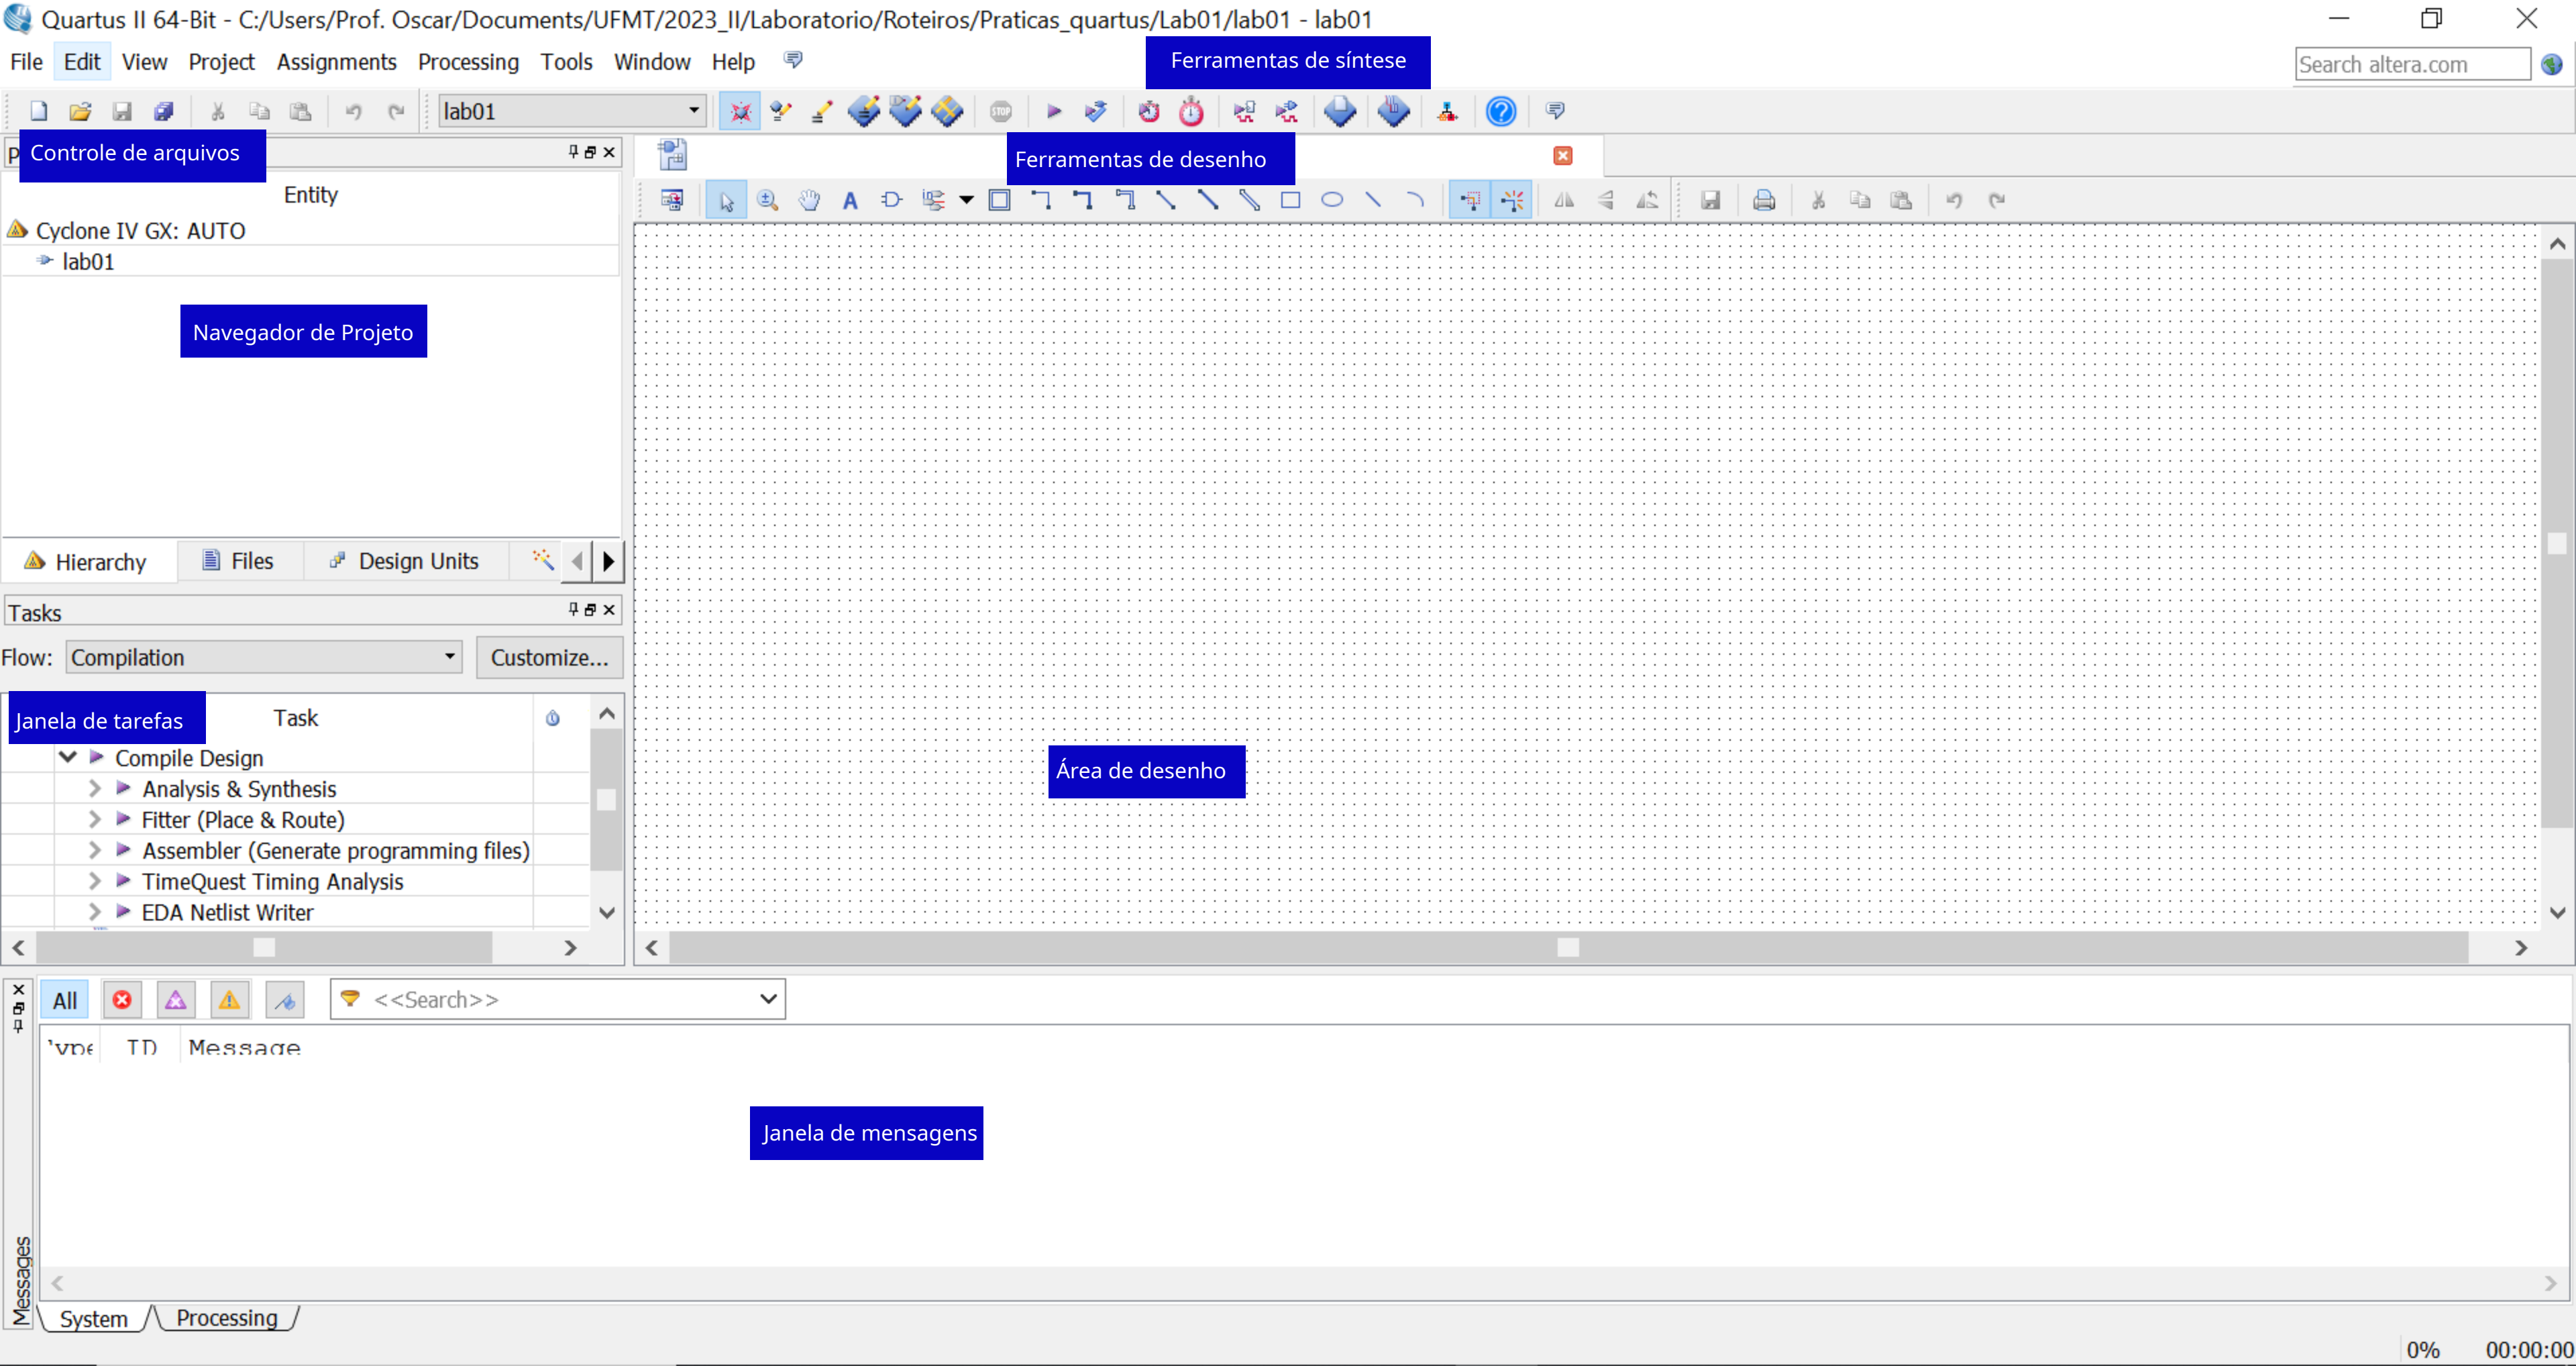 Quartus II 64-Bit - C:/Users/Prof. Oscar/Documents/UFMT/2023_II/Laboratorio/Roteiros/Praticas_quartus/Lab01/lab01 - lab01
File Edit View Project Assignments Processing Tools Window Help
Ferramentas de síntese
Search altera.com
lab01
STOP
Controle de arquivos
Ferramentas de desenho
Entity
Cyclone IV GX: AUTO
lab01
Navegador de Projeto
Hierarchy Files Design Units
Tasks
Flow: Compilation Customize...
Janela de tarefas
Task
Compile Design
Analysis & Synthesis
Fitter (Place & Route)
Assembler (Generate programming files)
TimeQuest Timing Analysis
EDA Netlist Writer
Área de desenho
All <<Search>>
ID Message
Janela de mensagens
Messages
System Processing
0% 00:00:00